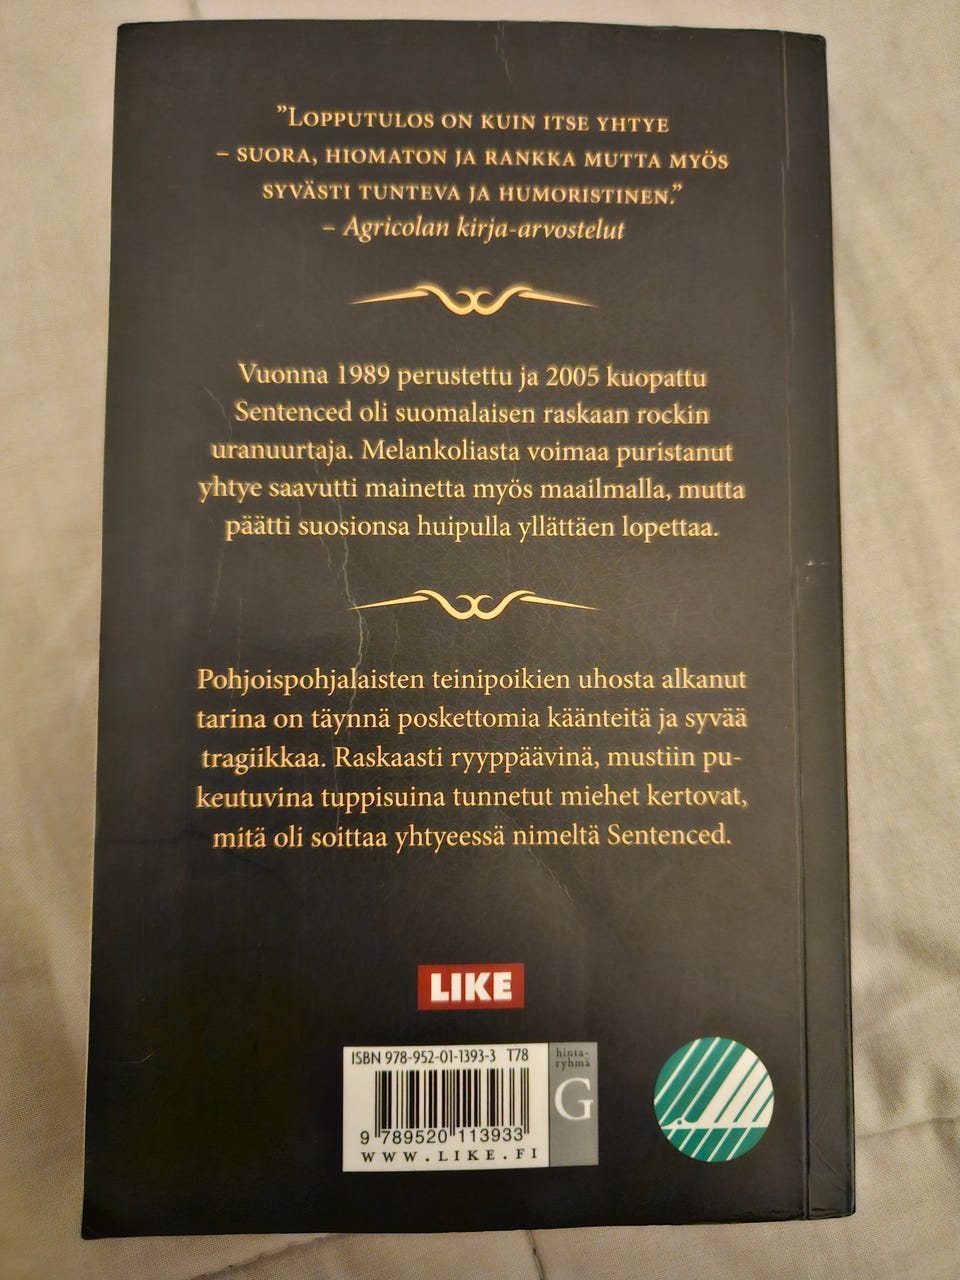 ”Lopputulos on kuin itse yhtye
– suora, hiomaton ja rankka mutta myös
syvästi tunteva ja humoristinen.”
– Agricolan kirja-arvostelut
Vuonna 1989 perustettu ja 2005 kuopattu
Sentenced oli suomalaisen raskaan rockin
uranuurtaja. Melankoliasta voimaa puristanut
yhtye saavutti mainetta myös maailmalla, mutta
päätti suosionsa huipulla yllättäen lopettaa.
Pohjoispohjalaisten teinipoikien uhosta alkanut
tarina on täynnä poskettomia käänteitä ja syvää
tragiikkaa. Raskaasti ryyppäävinä, mustiin pu-
keutuvina tuppisuina tunnetut miehet kertovat,
mitä oli soittaa yhtyeessä nimeltä Sentenced.
LIKE
ISBN 978-952-01-1393-3 T78
hinta-
ryhmä
G
9 789520 113933
WWW.LIKE.FI